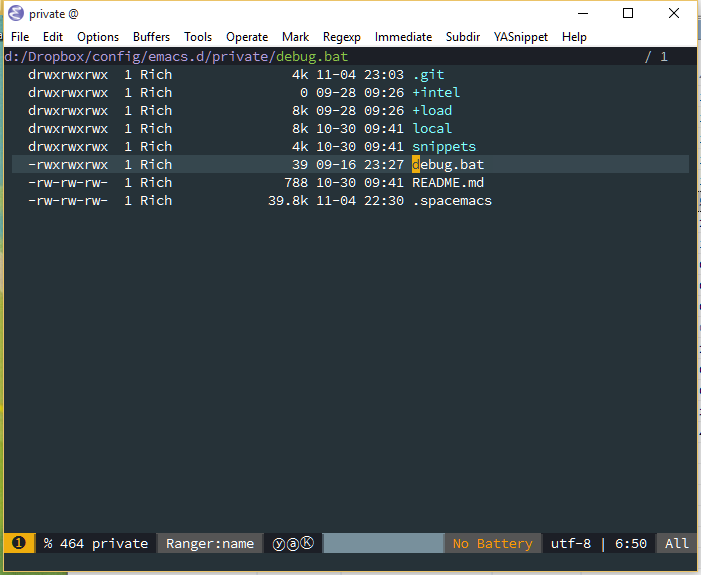 private @
File Edit Options Buffers Tools Operate Mark Regexp Immediate Subdir YASnippet Help
d:/Dropbox/config/emacs.d/private/debug.bat / 1
drwxrwxrwx 1 Rich 4k 11-04 23:03 .git
drwxrwxrwx 1 Rich 0 09-28 09:26 +intel
drwxrwxrwx 1 Rich 8k 09-28 09:26 +load
drwxrwxrwx 1 Rich 8k 10-30 09:41 local
drwxrwxrwx 1 Rich 4k 10-30 09:41 snippets
-rwxrwxrwx 1 Rich 39 09-16 23:27 debug.bat
-rw-rw-rw- 1 Rich 788 10-30 09:41 README.md
-rw-rw-rw- 1 Rich 39.8k 11-04 22:30 .spacemacs
❶ % 464 private Ranger:name ⓨⓐⓀ No Battery utf-8 | 6:50 All